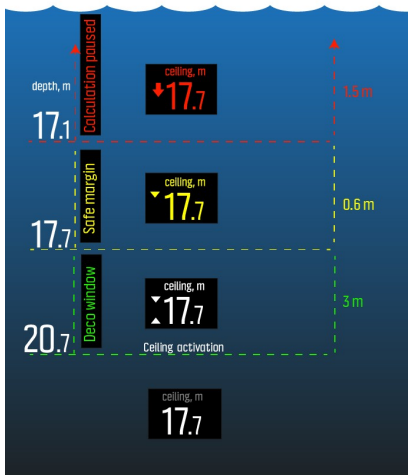 Calculation paused
ceiling, m
17.7
depth, m
17.1
1.5 m
Safe margin
ceiling, m
17.7
17.7
0.6 m
Deco window
ceiling, m
17.7
20.7
3 m
Ceiling activation
ceiling, m
17.7